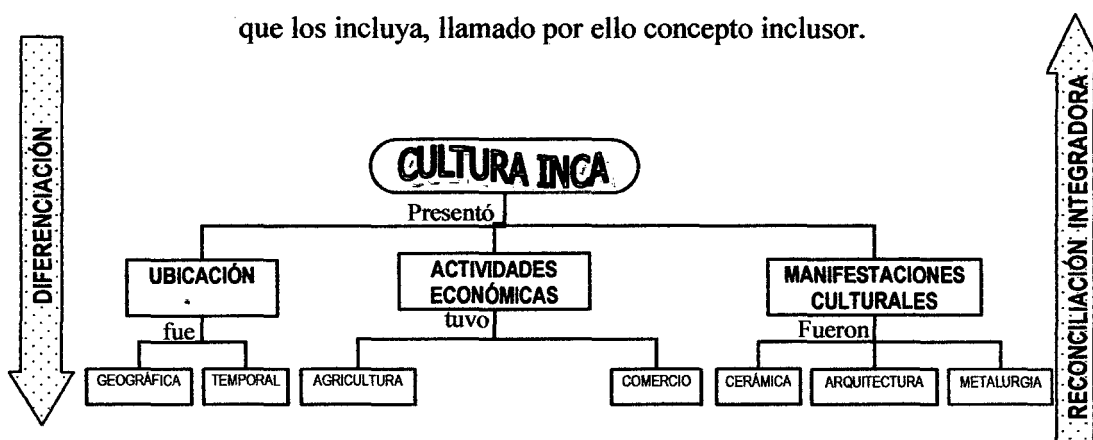 que los incluya, llamado por ello concepto inclusor.
DIFERENCIACIÓN
CULTURA INCA
Presentó
UBICACIÓN
ACTIVIDADES
ECONÓMICAS
MANIFESTACIONES
CULTURALES
fue
tuvo
Fueron
GEOGRÁFICA
TEMPORAL
AGRICULTURA
COMERCIO
CERÁMICA
ARQUITECTURA
METALURGIA
RECONCILIACIÓN INTEGRADORA